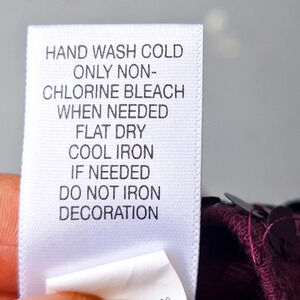 HAND WASH COLD
ONLY NON-
CHLORINE BLEACH
WHEN NEEDED
FLAT DRY
COOL IRON
IF NEEDED
DO NOT IRON
DECORATION